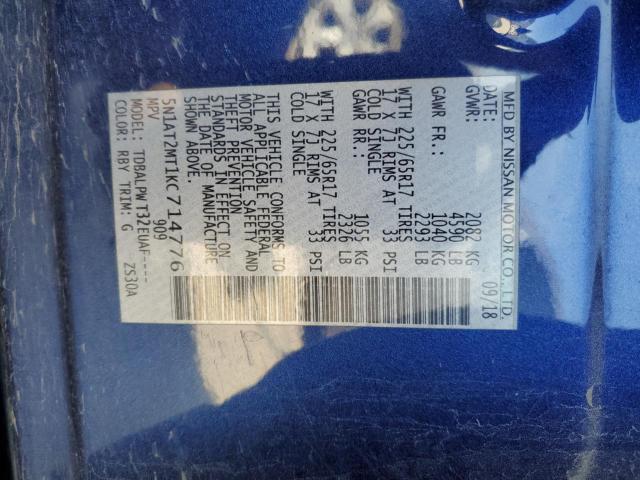 MFD BY NISSAN MOTOR CO., LTD.
DATE: 09/18
GVWR: 2082 KG
4590 LB
GAWR FR.: 1040 KG
2293 LB
WITH 225/65R17 TIRES
17 X 7J RIMS AT 33 PSI
COLD SINGLE
GAWR RR.: 1055 KG
2326 LB
WITH 225/65R17 TIRES
17 X 7J RIMS AT 33 PSI
COLD SINGLE
THIS VEHICLE CONFORMS TO
ALL APPLICABLE FEDERAL
MOTOR VEHICLE SAFETY AND
THEFT PREVENTION
STANDARDS IN EFFECT ON
THE DATE OF MANUFACTURE
SHOWN ABOVE.
5N1AT2MT1KC714776
MPV 909
MODEL: TDBALPWT32EUAF---- ZS30A
COLOR: RBY TRIM: G